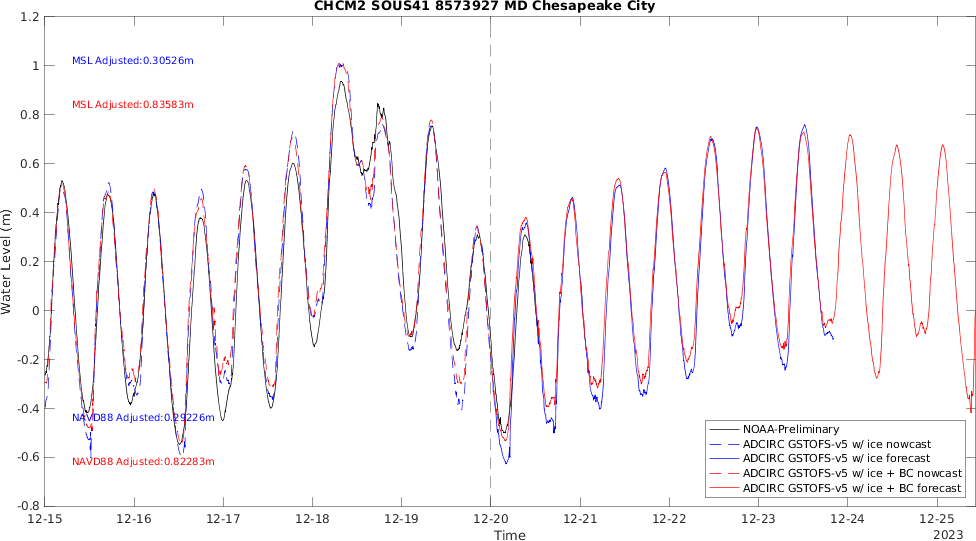 CHCM2 SOUS41 8573927 MD Chesapeake City
1.2
1
0.8
0.6
0.4
0.2
0
-0.2
-0.4
-0.6
-0.8
Water Level (m)
MSL Adjusted:0.30526m
MSL Adjusted:0.83583m
NAVD88 Adjusted:0.29226m
NAVD88 Adjusted:0.82283m
NOAA-Preliminary
ADCIRC GSTOFS-v5 w/ ice nowcast
ADCIRC GSTOFS-v5 w/ ice forecast
ADCIRC GSTOFS-v5 w/ ice + BC nowcast
ADCIRC GSTOFS-v5 w/ ice + BC forecast
12-15 12-16 12-17 12-18 12-19 12-20 12-21 12-22 12-23 12-24 12-25
Time
2023